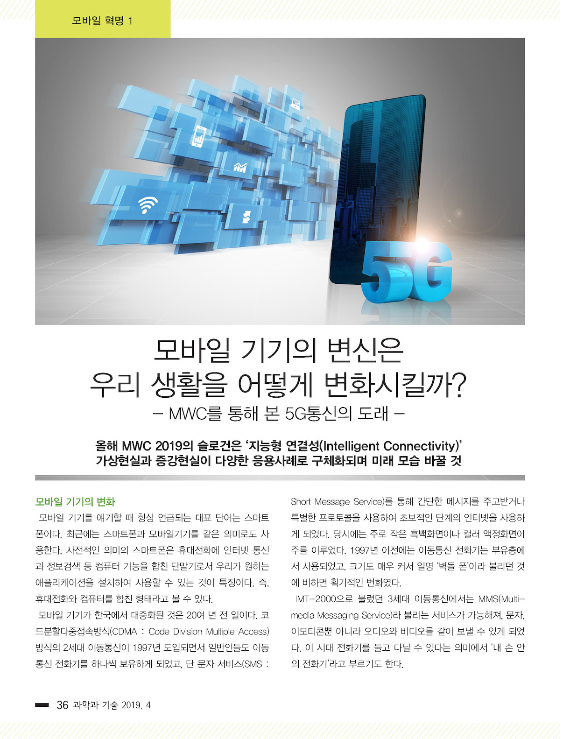 모바일 혁명 1
5G
모바일 기기의 변신은
우리 생활을 어떻게 변화시킬까?
- MWC를 통해 본 5G통신의 도래 -
올해 MWC 2019의 슬로건은 ‘지능형 연결성(Intelligent Connectivity)’
가상현실과 증강현실이 다양한 응용사례로 구체화되며 미래 모습 바꿀 것
모바일 기기의 변화
모바일 기기를 얘기할 때 항상 언급되는 대표 단어는 스마트
폰이다. 최근에는 스마트폰과 모바일기기를 같은 의미로도 사
용한다. 사전적인 의미의 스마트폰은 휴대전화에 인터넷 통신
과 정보검색 등 컴퓨터 기능을 합친 단말기로서 우리가 원하는
애플리케이션을 설치하여 사용할 수 있는 것이 특징이다. 즉,
휴대전화와 컴퓨터를 합친 형태라고 볼 수 있다.
모바일 기기가 한국에서 대중화된 것은 20여 년 전 일이다. 코
드분할다중접속방식(CDMA : Code Division Multiple Access)
방식의 2세대 이동통신이 1997년 도입되면서 일반인들도 이동
통신 전화기를 하나씩 보유하게 되었고, 단 문자 서비스(SMS :
Short Message Service)를 통해 간단한 메시지를 주고받거나
특별한 프로토콜을 사용하여 초보적인 단계의 인터넷을 사용하
게 되었다. 당시에는 주로 작은 흑백화면이나 컬러 액정화면이
주를 이루었다. 1997년 이전에는 이동통신 전화기는 부유층에
서 사용되었고, 크기도 매우 커서 일명 ‘벽돌 폰’이라 불리던 것
에 비하면 획기적인 변화였다.
IMT-2000으로 불렸던 3세대 이동통신에서는 MMS(Multi-
media Messaging Service)라 불리는 서비스가 가능해져, 문자,
이모티콘뿐 아니라 오디오와 비디오를 같이 보낼 수 있게 되었
다. 이 시대 전화기를 들고 다닐 수 있다는 의미에서 ‘내 손 안
의 전화기’라고 부르기도 한다.
36 과학과 기술 2019. 4